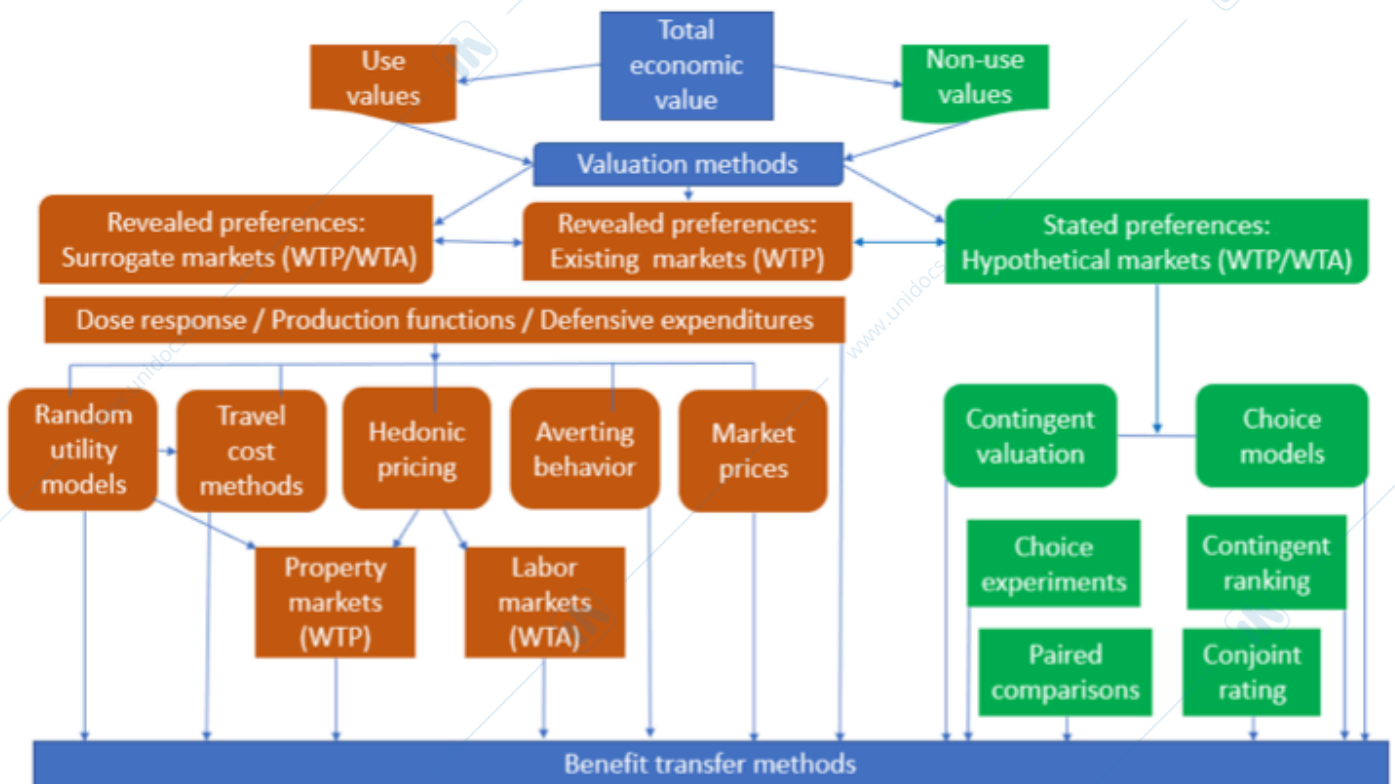 Total
economic
value
Use
values
Non-use
values
Valuation methods
Revealed preferences:
Surrogate markets (WTP/WTA)
Revealed preferences:
Existing markets (WTP)
Stated preferences:
Hypothetical markets (WTP/WTA)
Dose response / Production functions / Defensive expenditures
Random
utility
models
Travel
cost
methods
Hedonic
pricing
Averting
behavior
Market
prices
Contingent
valuation
Choice
models
Property
markets
(WTP)
Labor
markets
(WTA)
Choice
experiments
Contingent
ranking
Paired
comparisons
Conjoint
rating
Benefit transfer methods
www.unidocs
unidocs